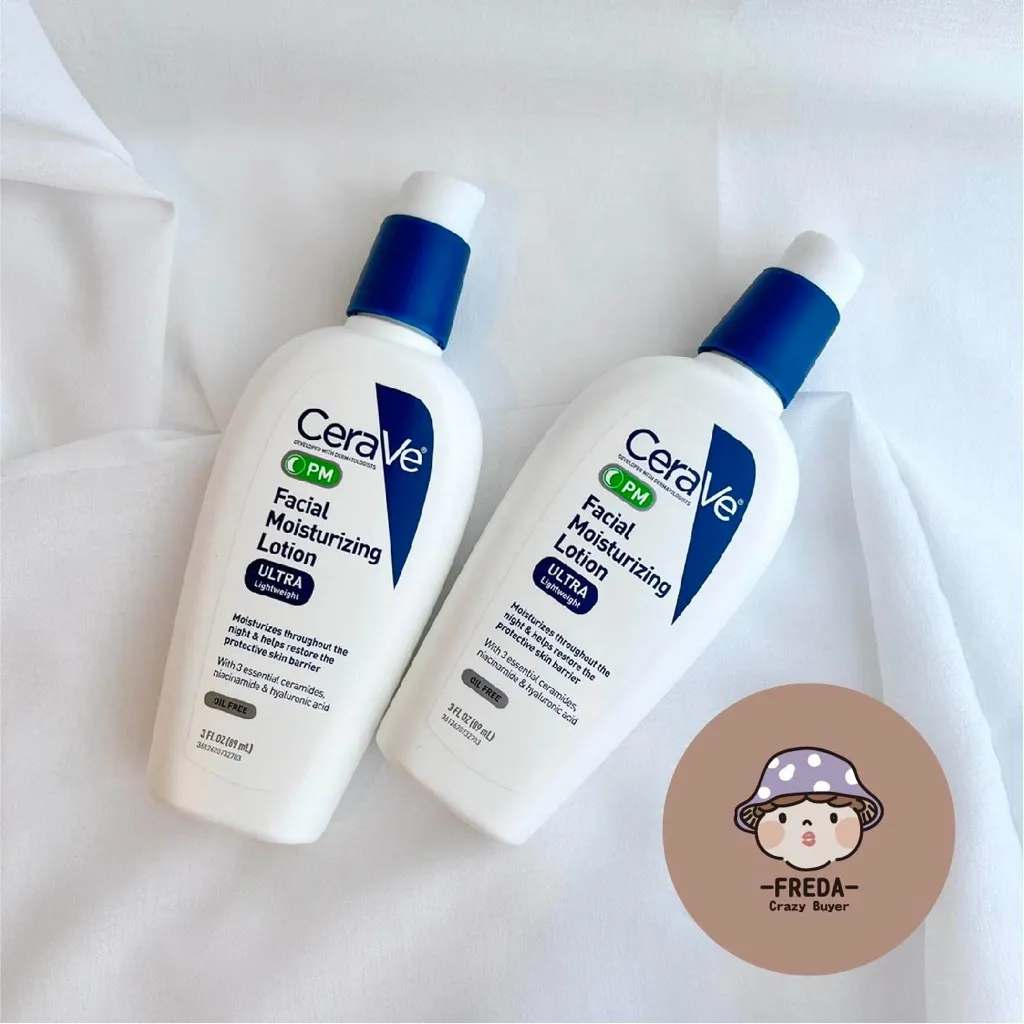 CeraVe®
DEVELOPED WITH DERMATOLOGISTS
PM
Facial
Moisturizing
Lotion
ULTRA
Lightweight
Moisturizes throughout the
night & helps restore the
protective skin barrier
With 3 essential ceramides,
niacinamide & hyaluronic acid
OIL FREE
3 FL OZ (89 mL)
CeraVe®
DEVELOPED WITH DERMATOLOGISTS
PM
Facial
Moisturizing
Lotion
ULTRA
Lightweight
Moisturizes throughout the
night & helps restore the
protective skin barrier
With 3 essential ceramides,
niacinamide & hyaluronic acid
OIL FREE
3 FL OZ (89 mL)
-FREDA-
Crazy Buyer